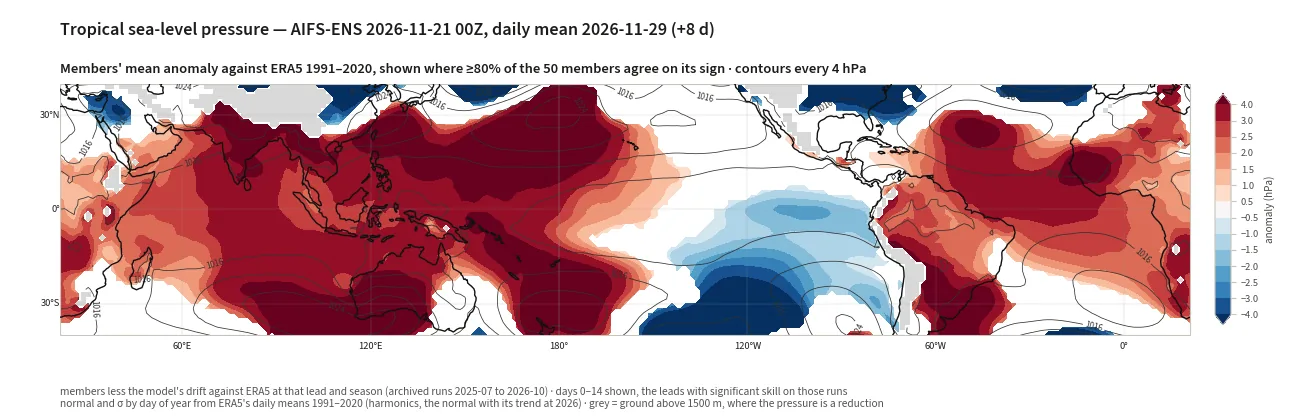 Tropical sea-level pressure — AIFS-ENS 2026-11-21 00Z, daily mean 2026-11-29 (+8 d)
Members' mean anomaly against ERA5 1991–2020, shown where ≥80% of the 50 members agree on its sign · contours every 4 hPa
30°N
0°
30°S
60°E
120°E
180°
120°W
60°W
0°
1024
1016
1016
1016
1016
1016
1016
1016
1016
1016
1016
4.0
3.0
2.5
2.0
1.5
1.0
0.5
−0.5
−1.0
−1.5
−2.0
−2.5
−3.0
−4.0
anomaly (hPa)
members less the model's drift against ERA5 at that lead and season (archived runs 2025-07 to 2026-10) · days 0–14 shown, the leads with significant skill on those runs
normal and σ by day of year from ERA5's daily means 1991–2020 (harmonics, the normal with its trend at 2026) · grey = ground above 1500 m, where the pressure is a reduction